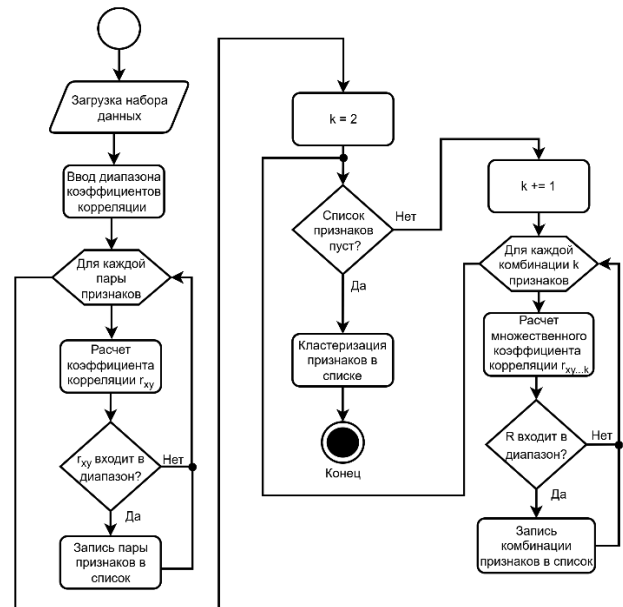 Загрузка набора
данных
Ввод диапазона
коэффициентов
корреляции
Для каждой
пары
признаков
Расчет
коэффициента
корреляции rxy
rxy входит в
диапазон?
Нет
Да
Запись пары
признаков в
список
k = 2
Список
признаков
пуст?
Нет
Да
Кластеризация
признаков в
списке
Конец
k += 1
Для каждой
комбинации k
признаков
Расчет
множественного
коэффициента
корреляции rxy...k
R входит в
диапазон?
Нет
Да
Запись
комбинации
признаков в список